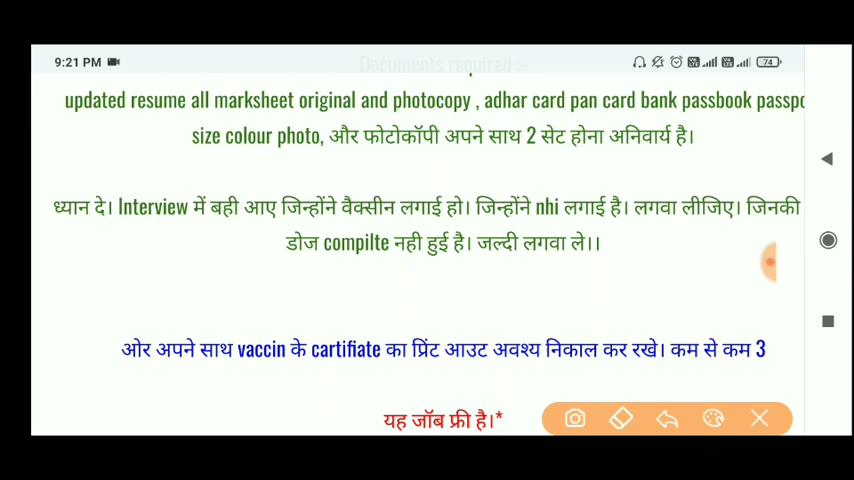 9:21 PM
74
Documents required :-
updated resume all marksheet original and photocopy , adhar card pan card bank passbook passpo
size colour photo, और फोटोकॉपी अपने साथ 2 सेट होना अनिवार्य है।
ध्यान दे। Interview में बही आए जिन्होंने वैक्सीन लगाई हो। जिन्होंने nhi लगाई है। लगवा लीजिए। जिनकी
डोज compilte नही हुई है। जल्दी लगवा ले।।
ओर अपने साथ vaccin के cartifiate का प्रिंट आउट अवश्य निकाल कर रखे। कम से कम 3
यह जॉब फ्री है।*